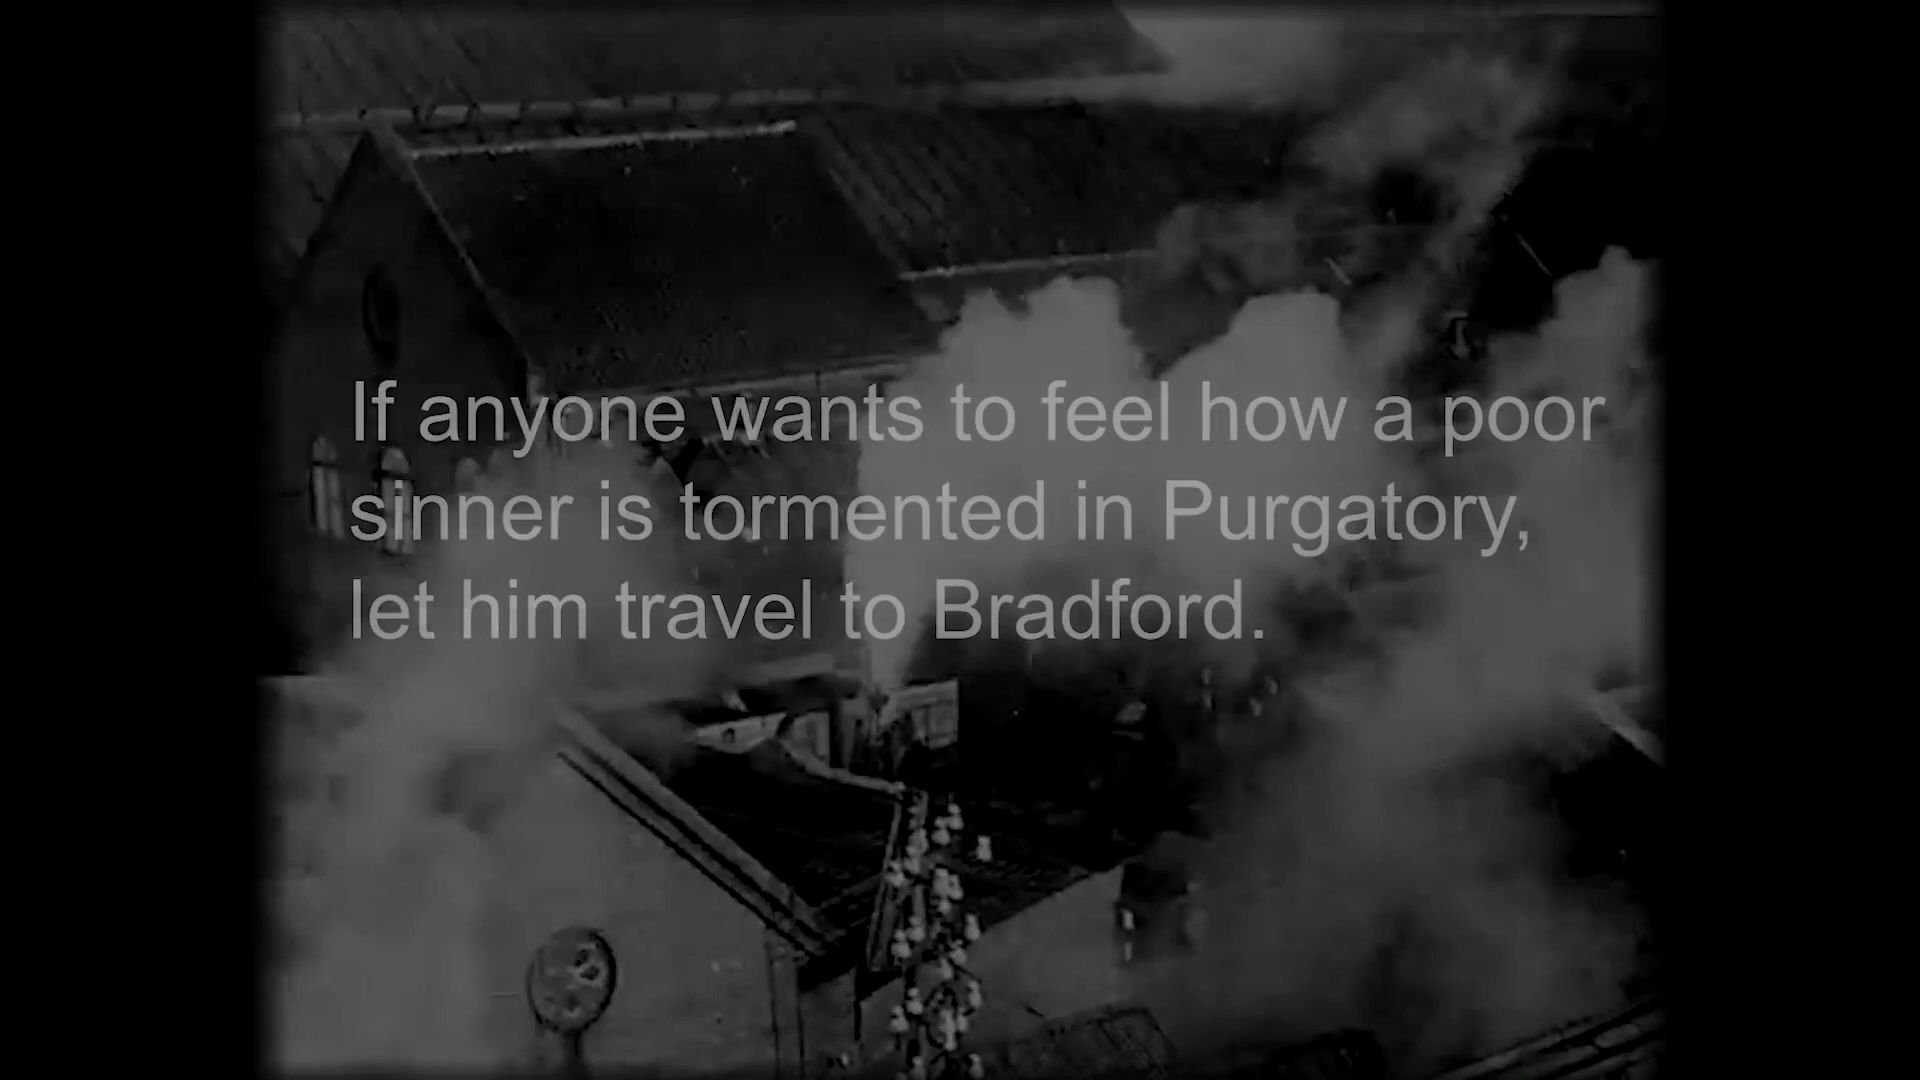 If anyone wants to feel how a poor
sinner is tormented in Purgatory,
let him travel to Bradford.